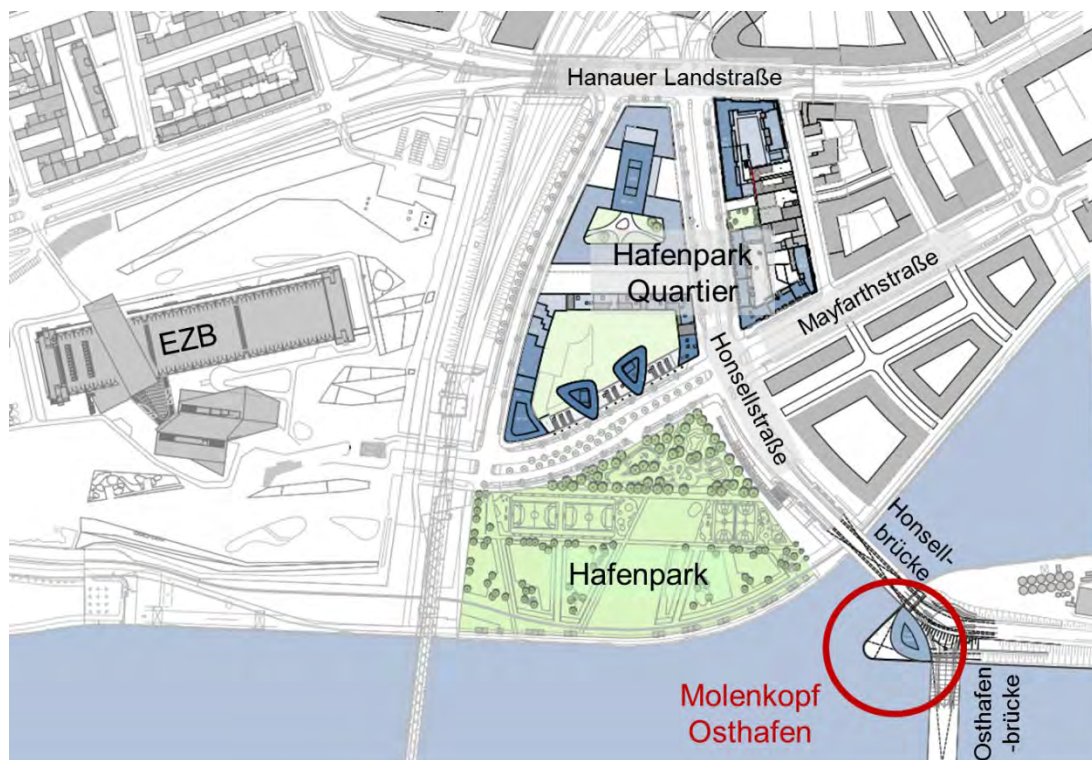 Hanauer Landstraße
Hafenpark
Quartier
Mayfarthstraße
EZB
Honsellstraße
Honsell-
brücke
Hafenpark
Molenkopf
Osthafen
Osthafen
-brücke